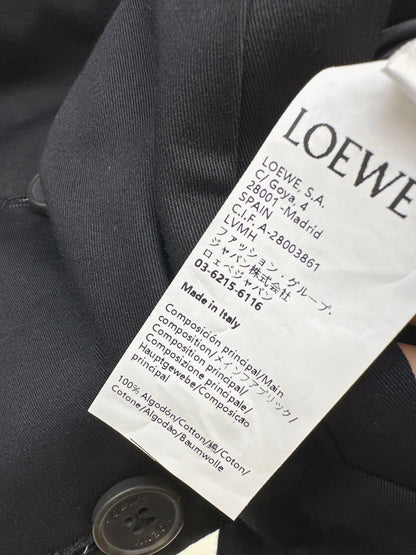 LOEWE
LOEWE, S.A.
C/ Goya, 4
28001 -Madrid
SPAIN
C.I.F. A-28003861
LVMH
ファッション・グループ・
ジャパン株式会社
ロエベジャパン
03-6215-6116
Made in Italy
Composición principal/Main
composition/メインファブリック/
Composizione principale/
Hauptgewebe/Composiçao
principal
100% Algodón/Cotton/綿/Coton/
Cotone/Algodão/Baumwolle